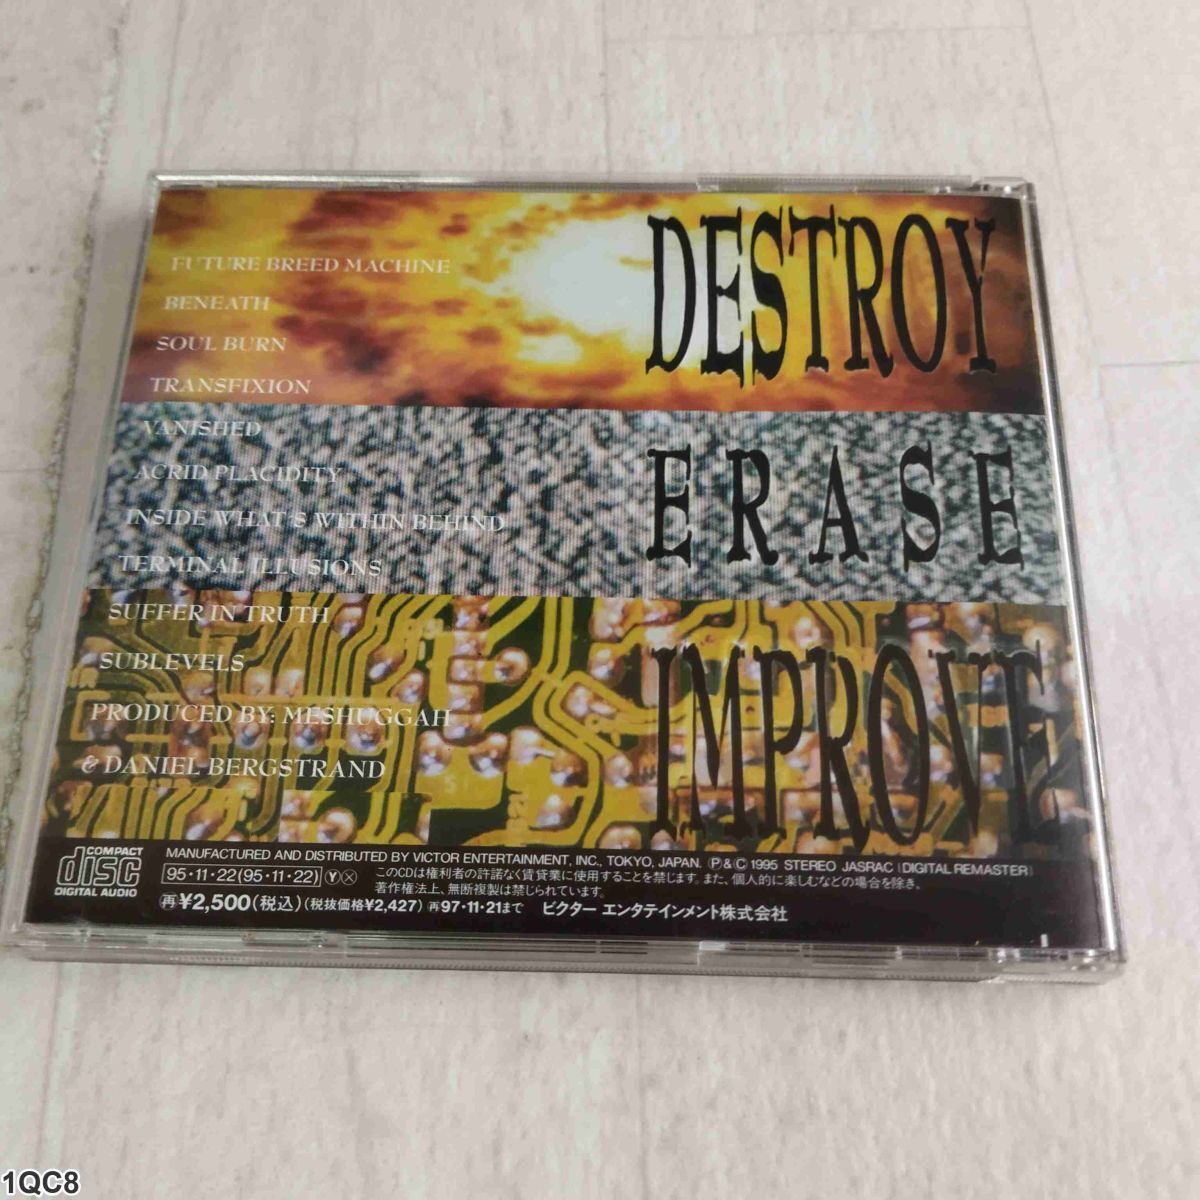 FUTURE BREED MACHINE
BENEATH
SOUL BURN
TRANSFIXION
VANISHED
ACRID PLACIDITY
INSIDE WHAT'S WITHIN BEHIND
TERMINAL ILLUSIONS
SUFFER IN TRUTH
SUBLEVELS
PRODUCED BY: MESHUGGAH
& DANIEL BERGSTRAND
DESTROY
ERASE
IMPROVE
COMPACT
disc
DIGITAL AUDIO
MANUFACTURED AND DISTRIBUTED BY VICTOR ENTERTAINMENT, INC., TOKYO, JAPAN. Ⓟ&Ⓒ 1995 STEREO JASRAC (DIGITAL REMASTER)
95・11・22(95・11・22) Ⓨ Ⓧ
このCDは権利者の許諾なく賃貸業に使用することを禁じます。また、個人的に楽しむなどの場合を除き、
著作権法上、無断複製は禁じられています。
再¥2,500(税込)(税抜価格¥2,427) 再97・11・21まで ビクター エンタテインメント株式会社
1QC8